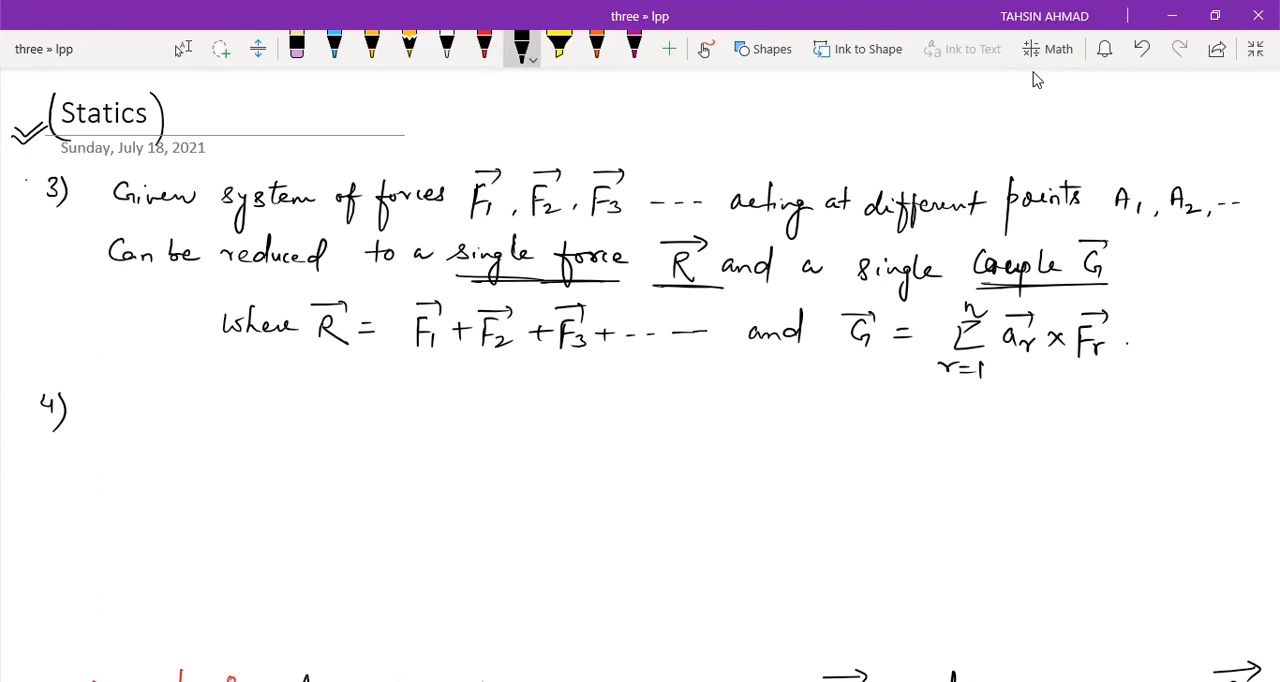 three » lpp
TAHSIN AHMAD
three » lpp
Shapes
Ink to Shape
Ink to Text
Math
(Statics)
Sunday, July 18, 2021
3) Given system of forces F₁⃗, F₂⃗, F₃⃗ --- acting at different points A₁, A₂, --
Can be reduced to a single force R⃗ and a single Couple G⃗
where R⃗ = F₁⃗ + F₂⃗ + F₃⃗ + ---- and G⃗ = Σⁿᵣ₌₁ aᵣ⃗ × Fᵣ⃗ .
4)